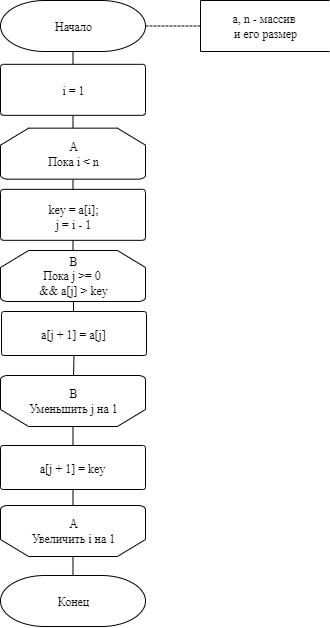 Начало
a, n - массив
и его размер
i = 1
A
Пока i < n
key = a[i];
j = i - 1
B
Пока j >= 0
&& a[j] > key
a[j + 1] = a[j]
B
Уменьшить j на 1
a[j + 1] = key
A
Увеличить i на 1
Конец